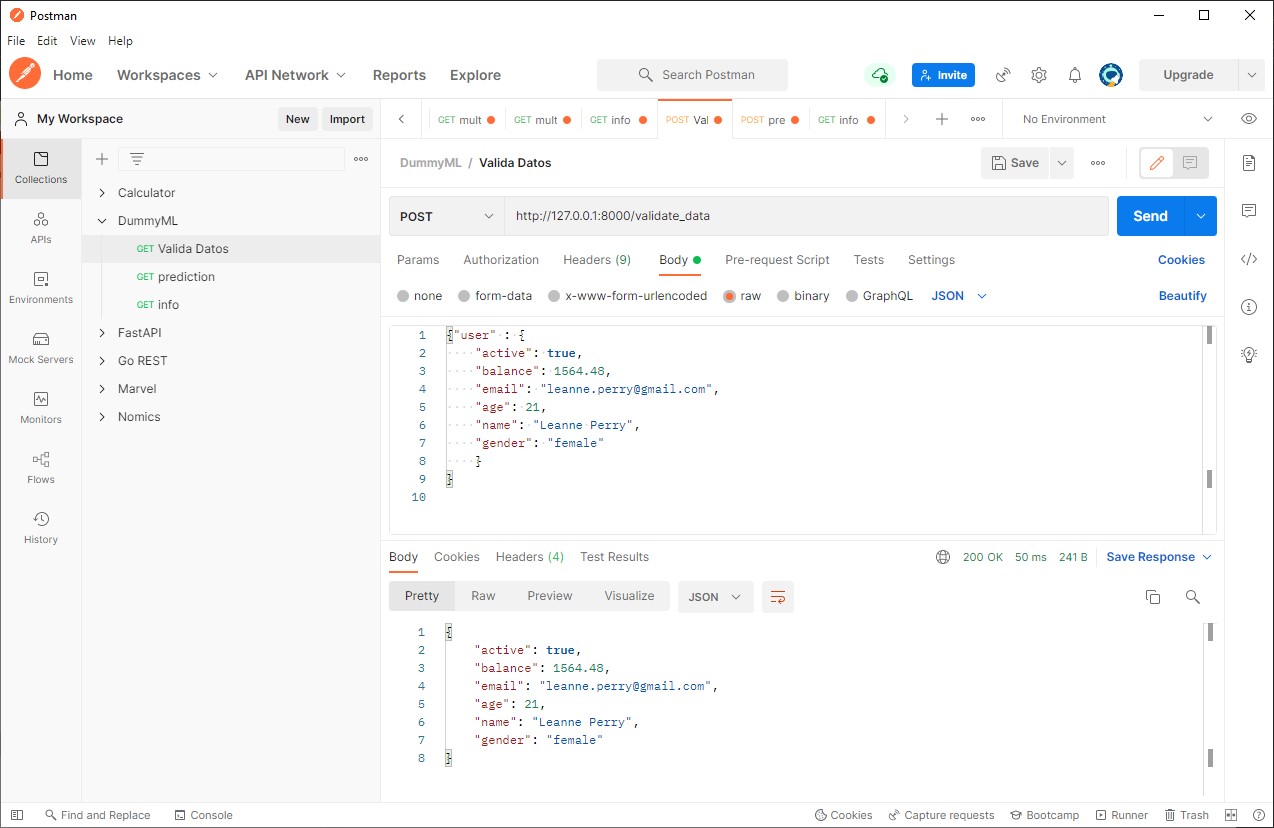 Postman
File Edit View Help
Home Workspaces API Network Reports Explore Search Postman Invite Upgrade
My Workspace New Import
GET mult GET mult GET info POST Val POST pre GET info No Environment
Collections
APIs
Environments
Mock Servers
Monitors
Flows
History
Calculator
DummyML
GET Valida Datos
GET prediction
GET info
FastAPI
Go REST
Marvel
Nomics
DummyML / Valida Datos Save
POST http://127.0.0.1:8000/validate_data Send
Params Authorization Headers (9) Body Pre-request Script Tests Settings Cookies
none form-data x-www-form-urlencoded raw binary GraphQL JSON Beautify
1 {"user" : {
2 "active": true,
3 "balance": 1564.48,
4 "email": "leanne.perry@gmail.com",
5 "age": 21,
6 "name": "Leanne Perry",
7 "gender": "female"
8 }
9 }
10
Body Cookies Headers (4) Test Results 200 OK 50 ms 241 B Save Response
Pretty Raw Preview Visualize JSON
1 {
2 "active": true,
3 "balance": 1564.48,
4 "email": "leanne.perry@gmail.com",
5 "age": 21,
6 "name": "Leanne Perry",
7 "gender": "female"
8 }
Find and Replace Console Cookies Capture requests Bootcamp Runner Trash